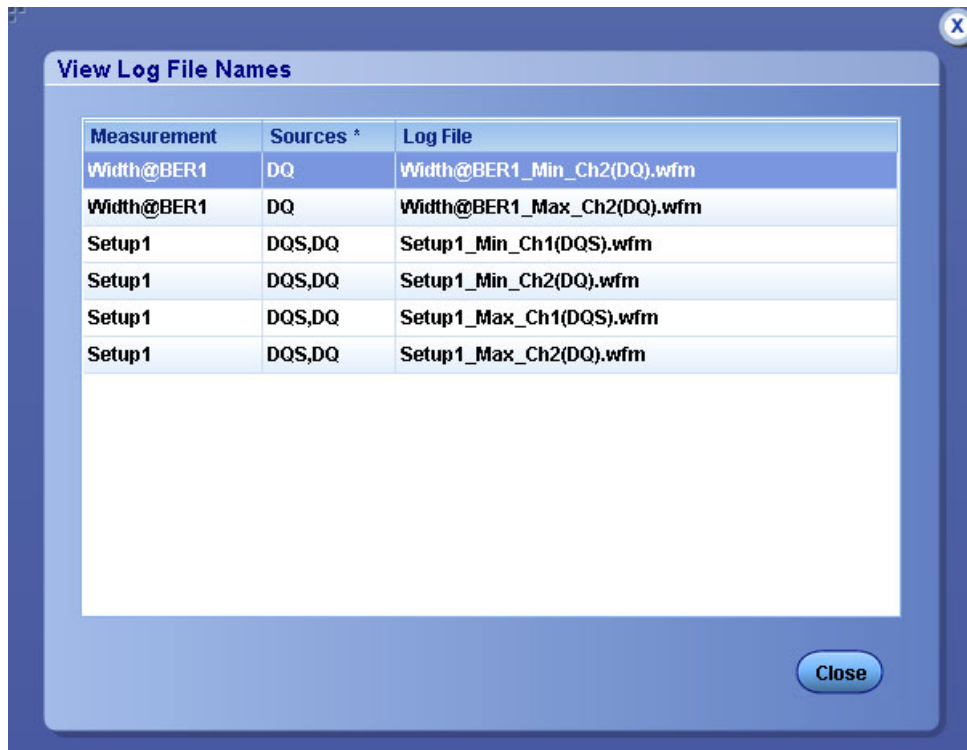 X
View Log File Names
Measurement Sources * Log File
Width@BER1 DQ Width@BER1_Min_Ch2(DQ).wfm
Width@BER1 DQ Width@BER1_Max_Ch2(DQ).wfm
Setup1 DQS,DQ Setup1_Min_Ch1(DQS).wfm
Setup1 DQS,DQ Setup1_Min_Ch2(DQ).wfm
Setup1 DQS,DQ Setup1_Max_Ch1(DQS).wfm
Setup1 DQS,DQ Setup1_Max_Ch2(DQ).wfm
Close